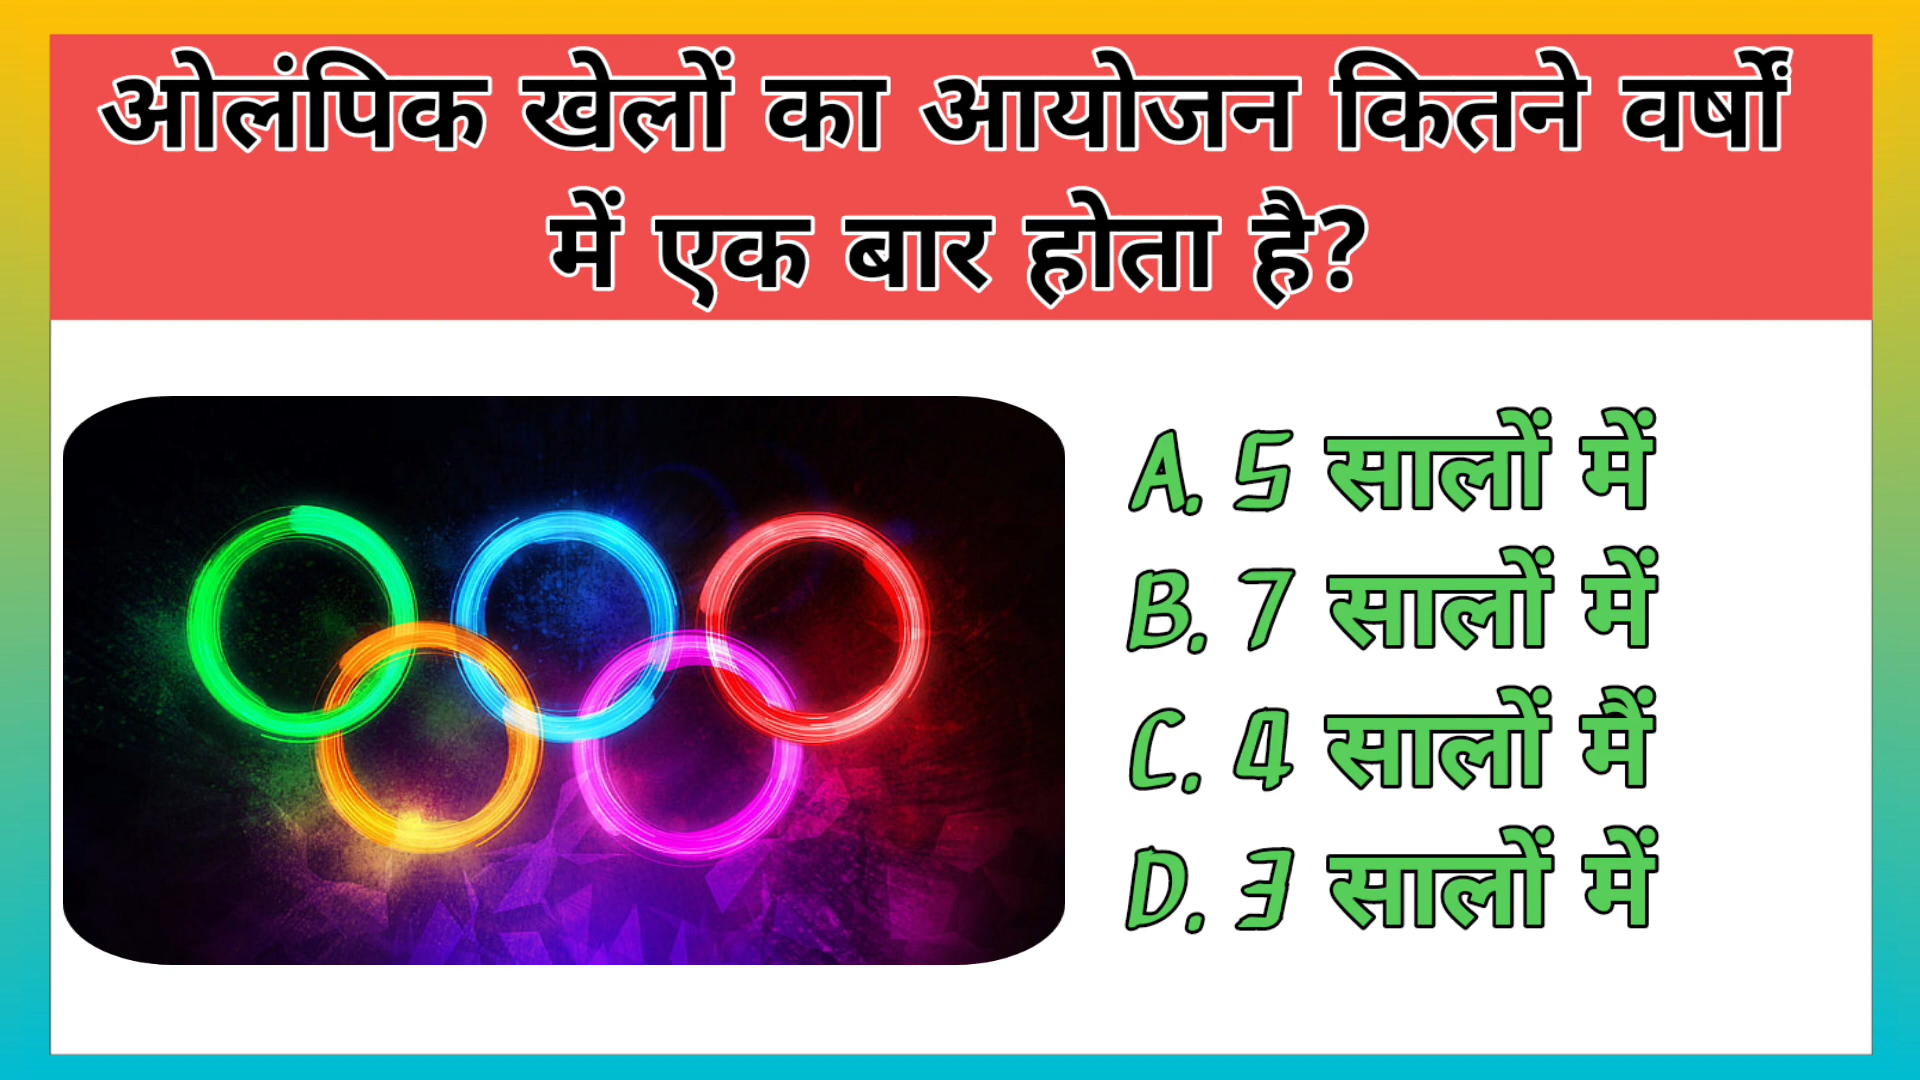 ओलंपिक खेलों का आयोजन कितने वर्षों
में एक बार होता है?
A. 5 सालों में
B. 7 सालों में
C. 4 सालों मैं
D. 3 सालों में